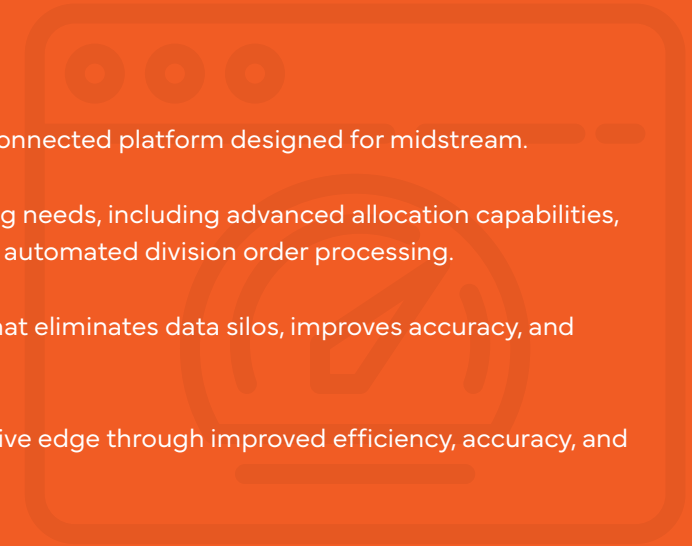 onnected platform designed for midstream.
g needs, including advanced allocation capabilities,
automated division order processing.
hat eliminates data silos, improves accuracy, and
ive edge through improved efficiency, accuracy, and